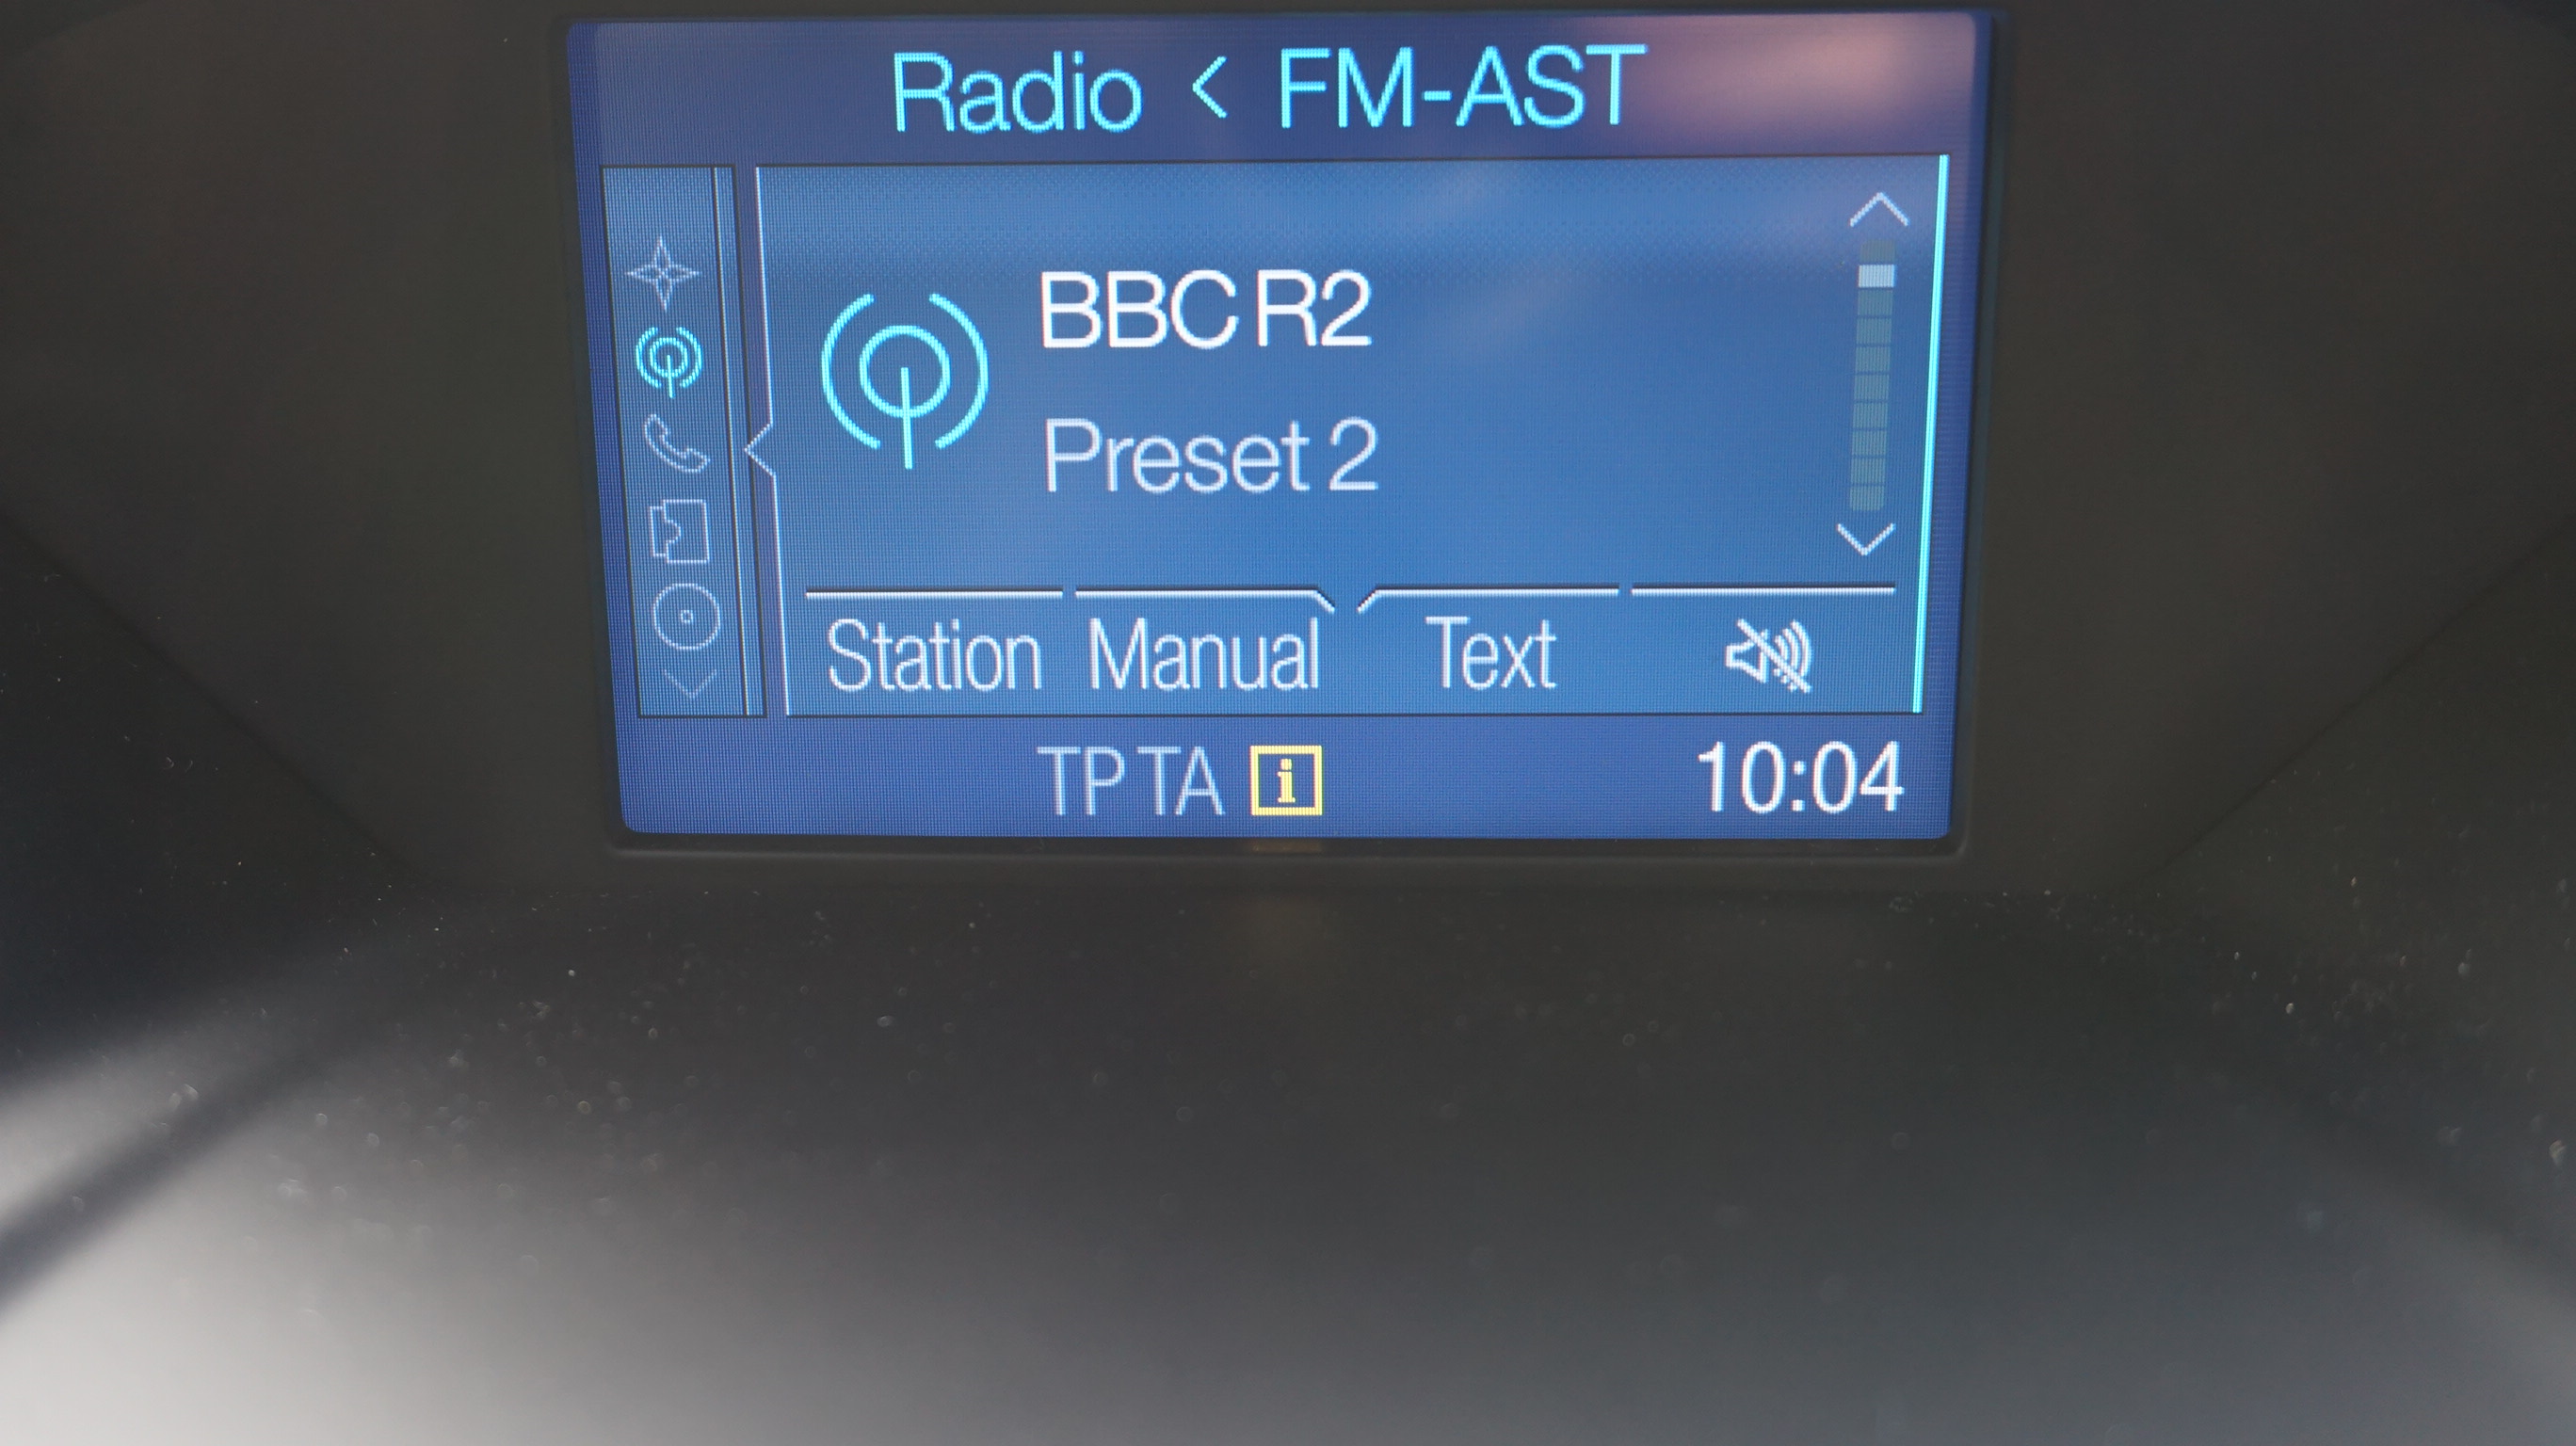 Radio < FM-AST
BBC R2
Preset 2
Station Manual Text
TP TA i 10:04